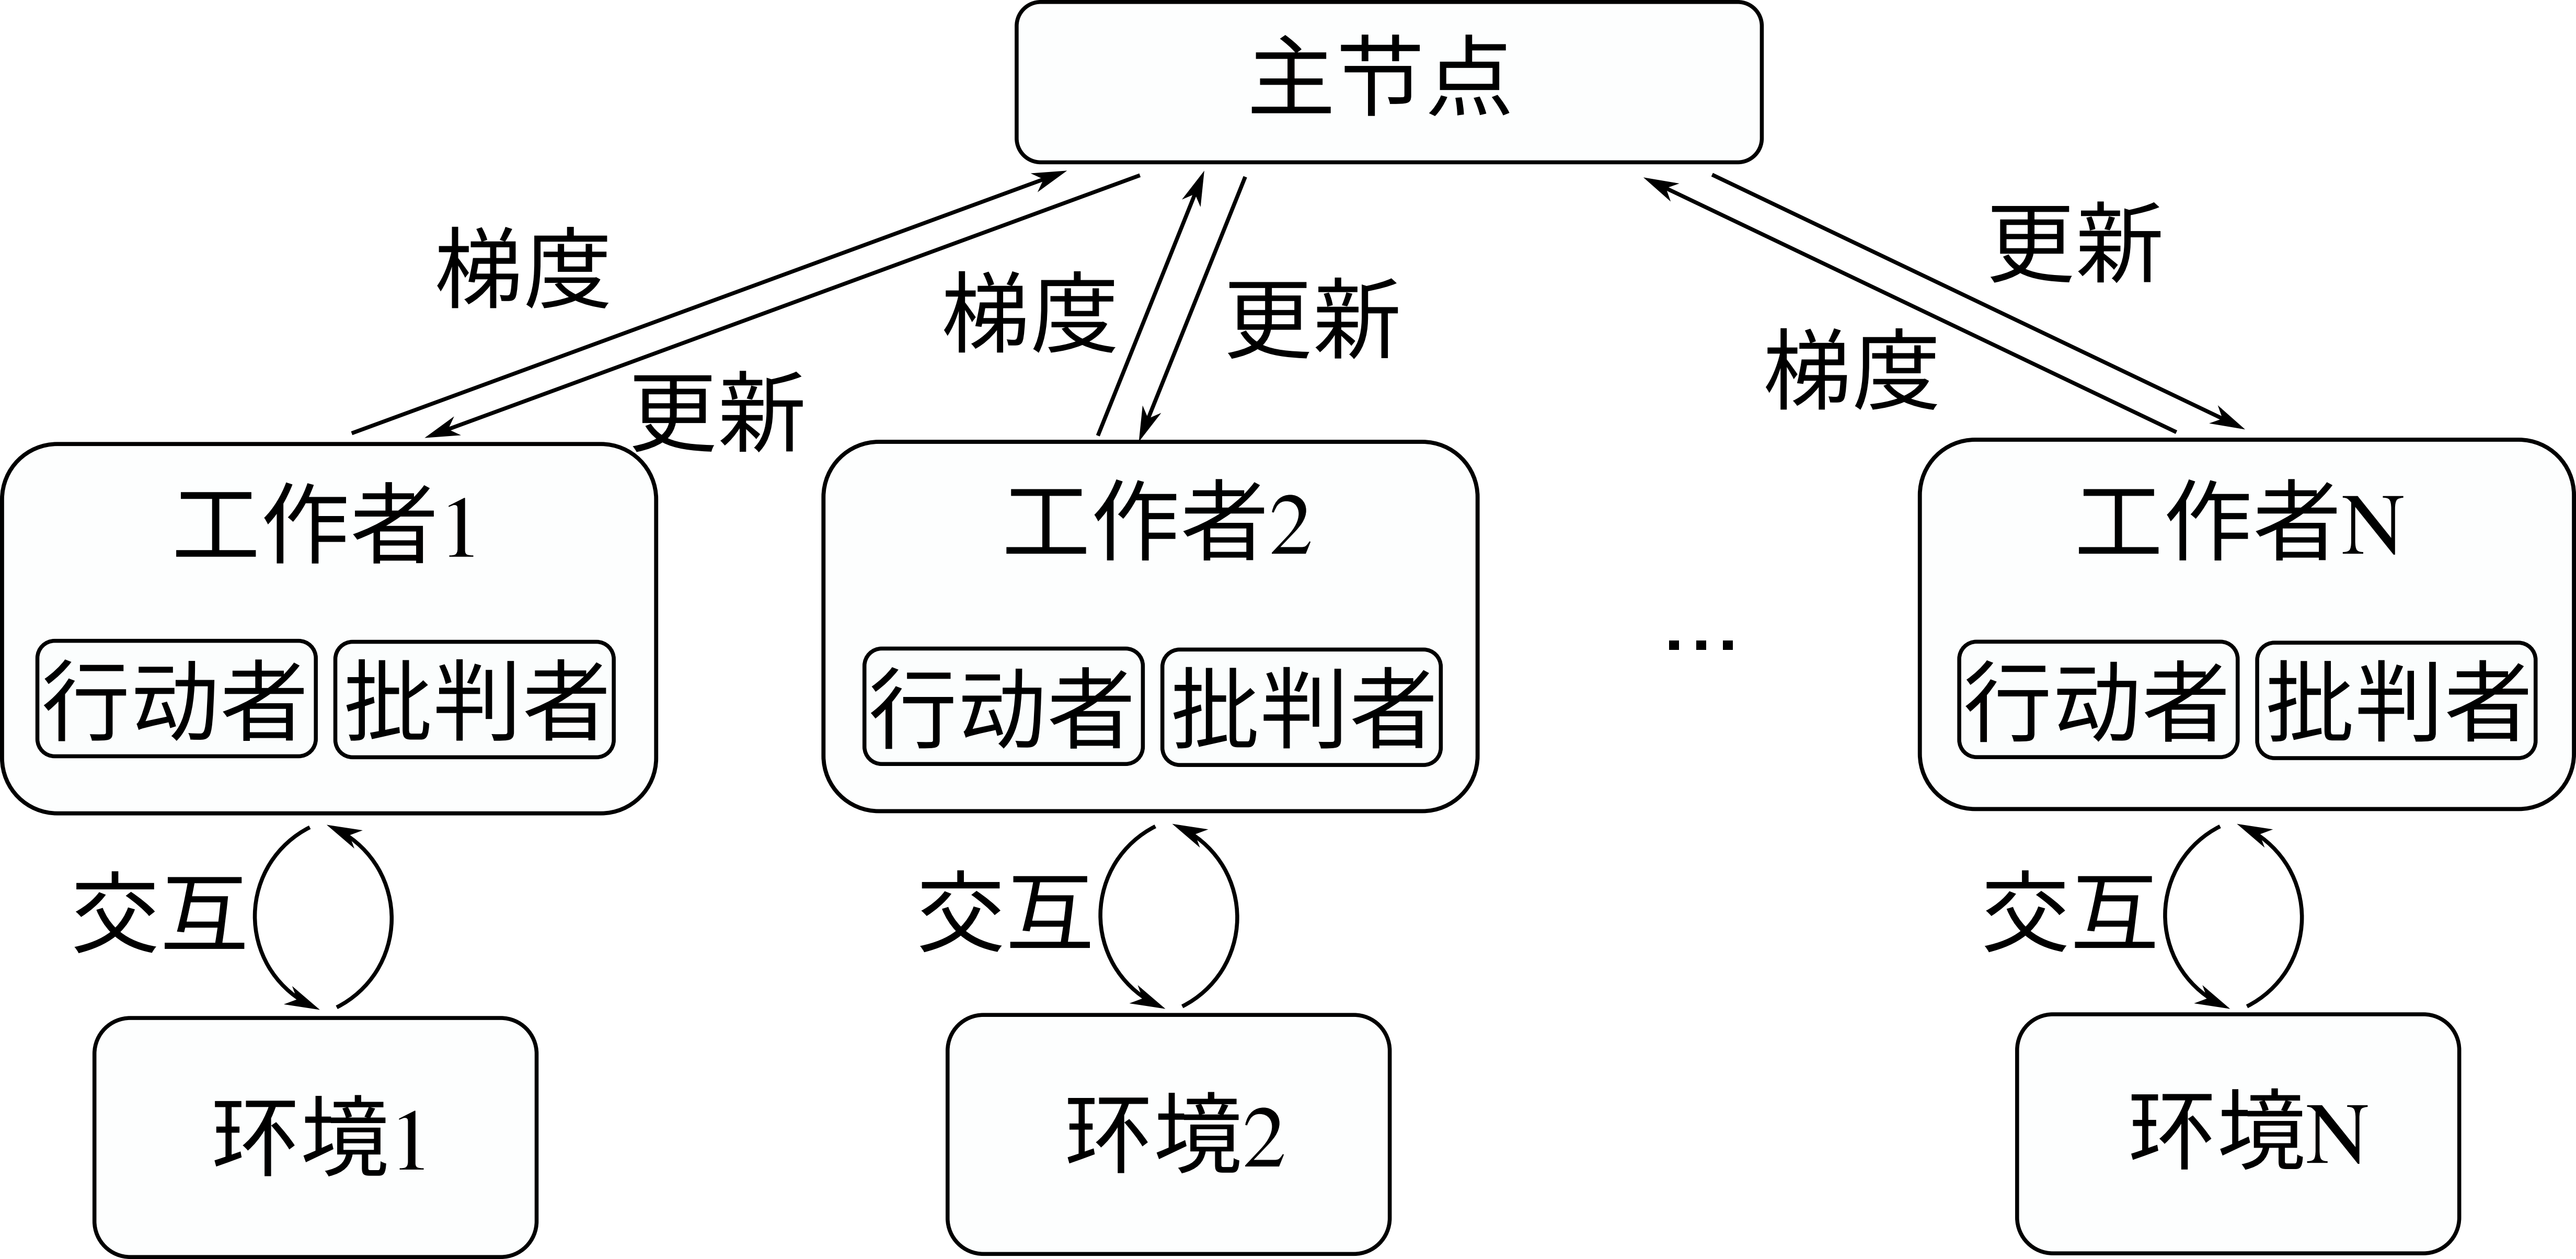 主节点
梯度
更新
梯度
更新
更新
梯度
工作者1
行动者
批判者
工作者2
行动者
批判者
...
工作者N
行动者
批判者
交互
交互
交互
环境1
环境2
环境N